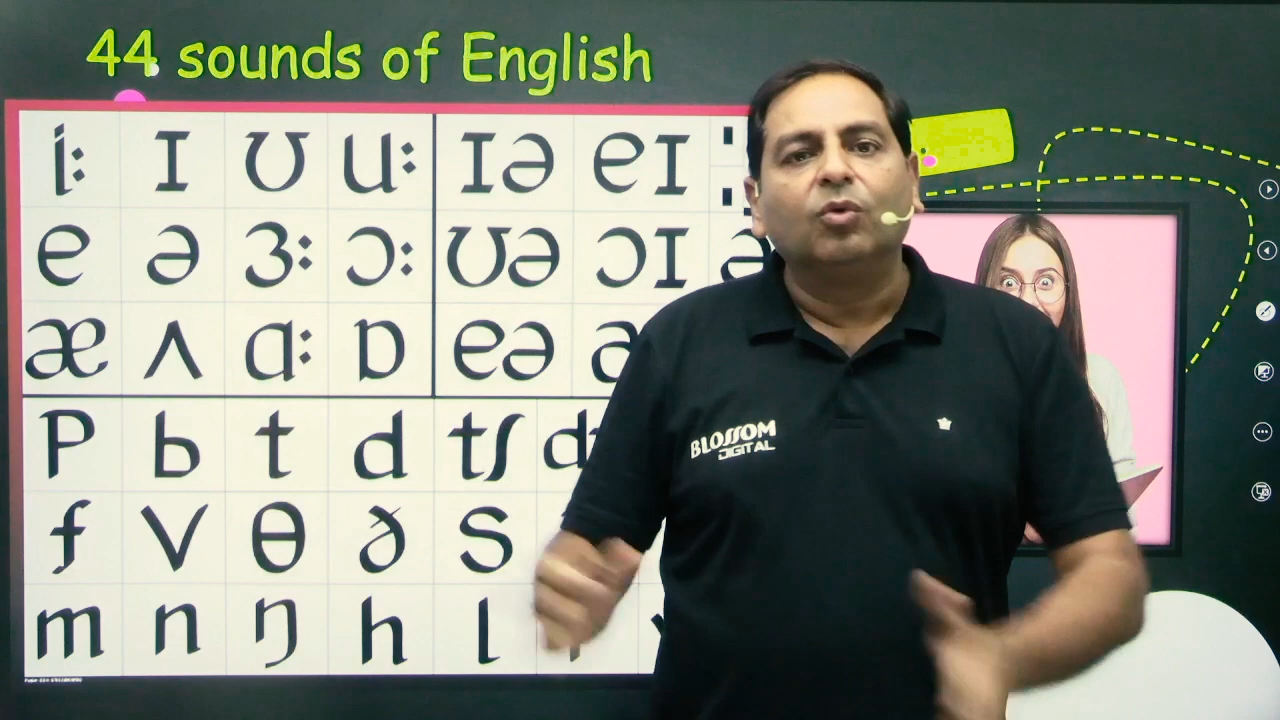 44 sounds of English
iː ɪ ʊ uː ɪə eɪ
e ə ɜː ɔː ʊə ɔɪ ə
æ ʌ ɑː ɒ eə a
p b t d tʃ d
f v θ ð s
m n ŋ h l
BLOSSOM
DIGITAL